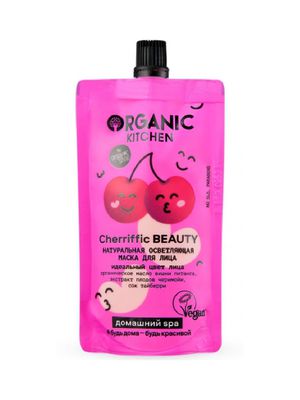 ORGANIC
KITCHEN
Cherriffic BEAUTY
НАТУРАЛЬНАЯ ОСВЕТЛЯЮЩАЯ
МАСКА ДЛЯ ЛИЦА
идеальный цвет лица
органическое масло вишни питанга,
экстракт плодов черимойи,
сок тайберри
Vegan
домашний spa
#будь дома – будь красивой